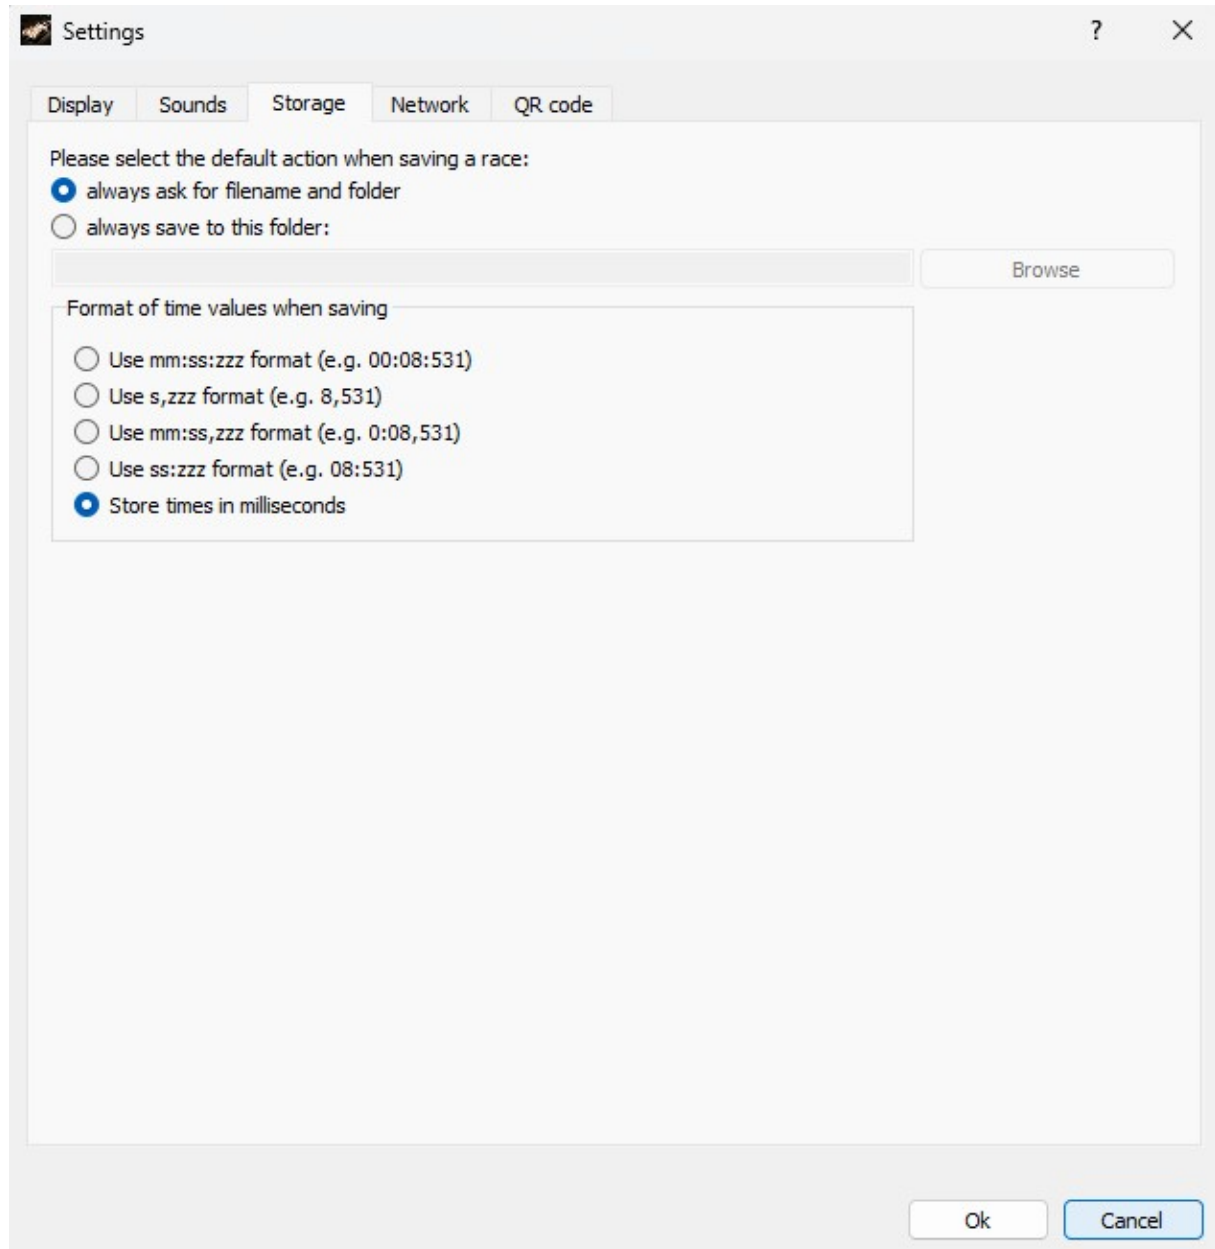 Settings
?
Display Sounds Storage Network QR code
Please select the default action when saving a race:
always ask for filename and folder
always save to this folder:
Browse
Format of time values when saving
Use mm:ss:zzz format (e.g. 00:08:531)
Use s,zzz format (e.g. 8,531)
Use mm:ss,zzz format (e.g. 0:08,531)
Use ss:zzz format (e.g. 08:531)
Store times in milliseconds
Ok Cancel